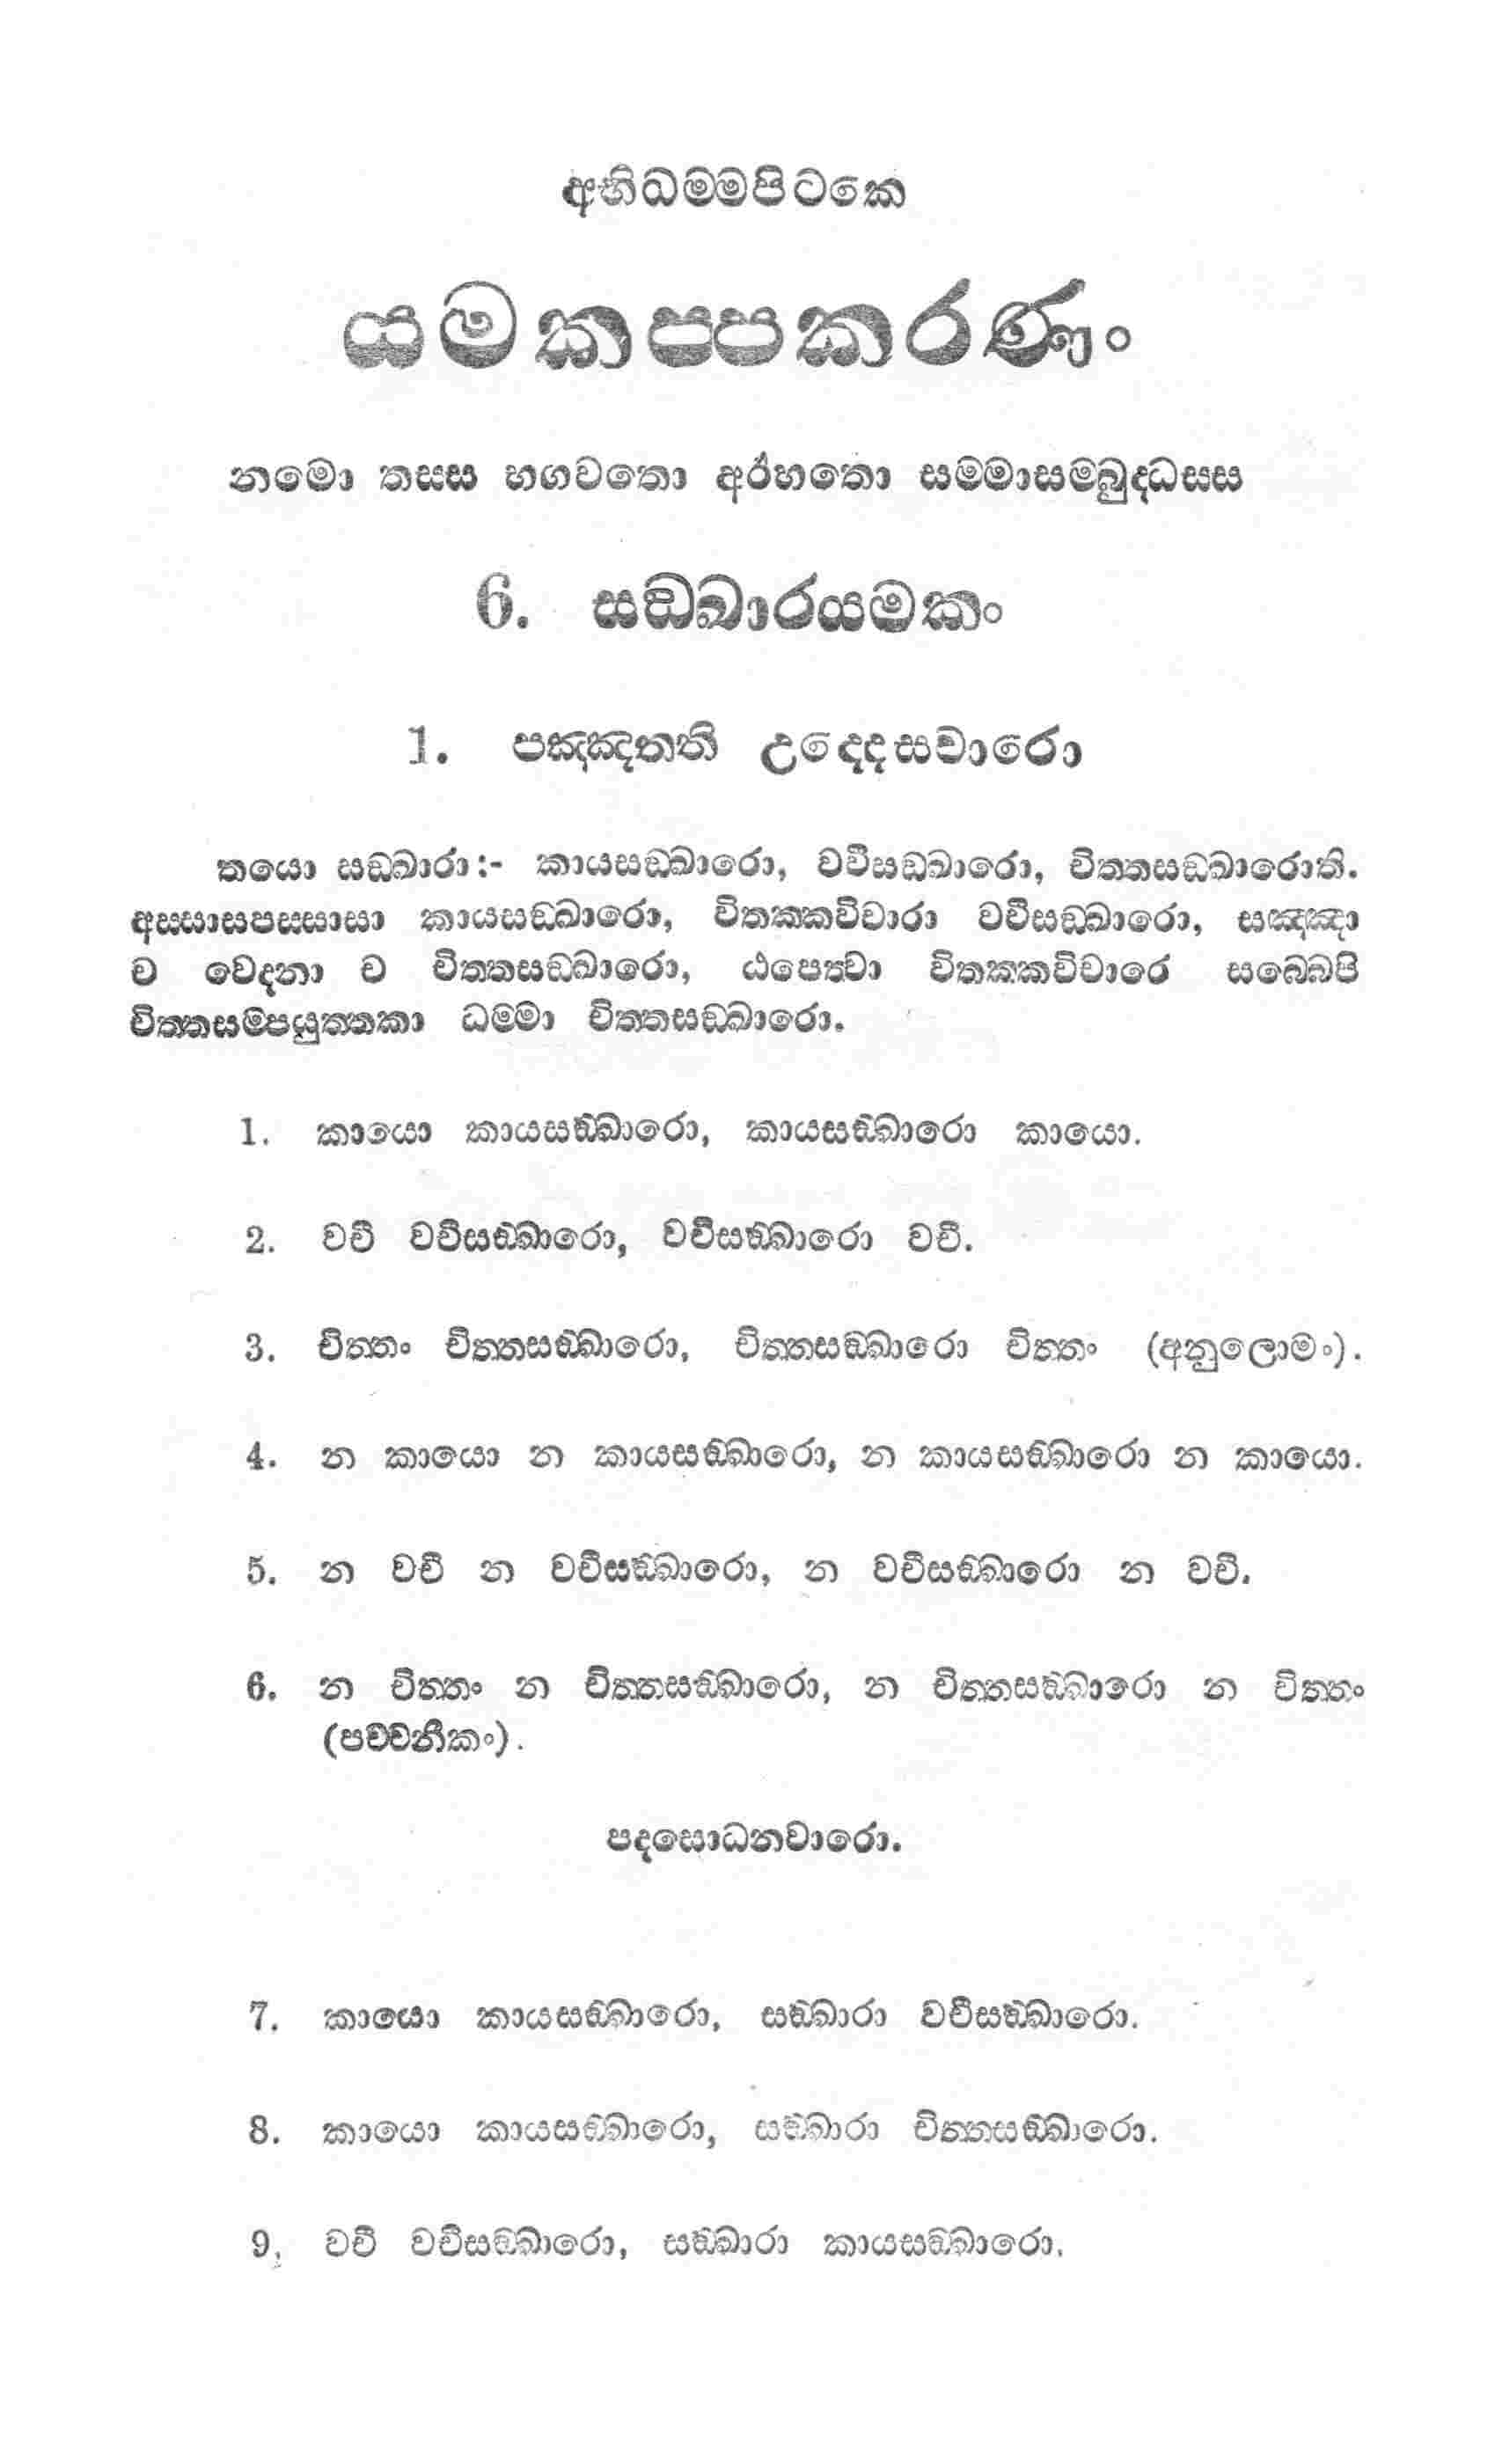 අභිධම්මපිටකෙ
යමකප්පකරණං
නමො තස්ස භගවතො අරහතො සම්මාසම්බුද්ධස්ස
6. සඞ්ඛාරයමකං
1. පඤ්ඤත්ති උද්දෙසවාරො
තයො සඞ්ඛාරා:- කායසඞ්ඛාරො, වචීසඞ්ඛාරො, චිත්තසඞ්ඛාරොති.
අස්සාසපස්සාසා කායසඞ්ඛාරො, විතක්කවිචාරා වචීසඞ්ඛාරො, සඤ්ඤා
ච වෙදනා ච චිත්තසඞ්ඛාරො, ඨපෙත්වා විතක්කවිචාරෙ සබ්බෙපි
චිත්තසම්පයුත්තකා ධම්මා චිත්තසඞ්ඛාරො.
1. කායො කායසඞ්ඛාරො, කායසඞ්ඛාරො කායො.
2. වචී වචීසඞ්ඛාරො, වචීසඞ්ඛාරො වචී.
3. චිත්තං චිත්තසඞ්ඛාරො, චිත්තසඞ්ඛාරො චිත්තං (අනුලොමං).
4. න කායො න කායසඞ්ඛාරො, න කායසඞ්ඛාරො න කායො.
5. න වචී න වචීසඞ්ඛාරො, න වචීසඞ්ඛාරො න වචි.
6. න චිත්තං න චිත්තසඞ්ඛාරො, න චිත්තසඞ්ඛාරො න චිත්තං
(පච්චනීකං).
පදසොධනවාරො.
7. කායො කායසඞ්ඛාරො, සඞ්ඛාරා වචීසඞ්ඛාරො.
8. කායො කායසඞ්ඛාරො, සඞ්ඛාරා චිත්තසඞ්ඛාරො.
9. වචී වචීසඞ්ඛාරො, සඞ්ඛාරා කායසඞ්ඛාරො.